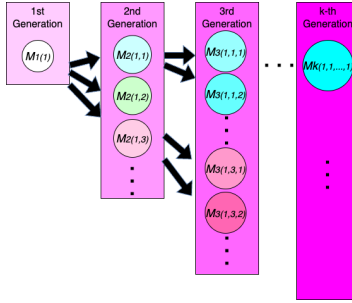 1st
Generation
M1(1)
2nd
Generation
M2(1,1)
M2(1,2)
M2(1,3)
3rd
Generation
M3(1,1,1)
M3(1,1,2)
M3(1,3,1)
M3(1,3,2)
k-th
Generation
Mk(1,1,...,1)